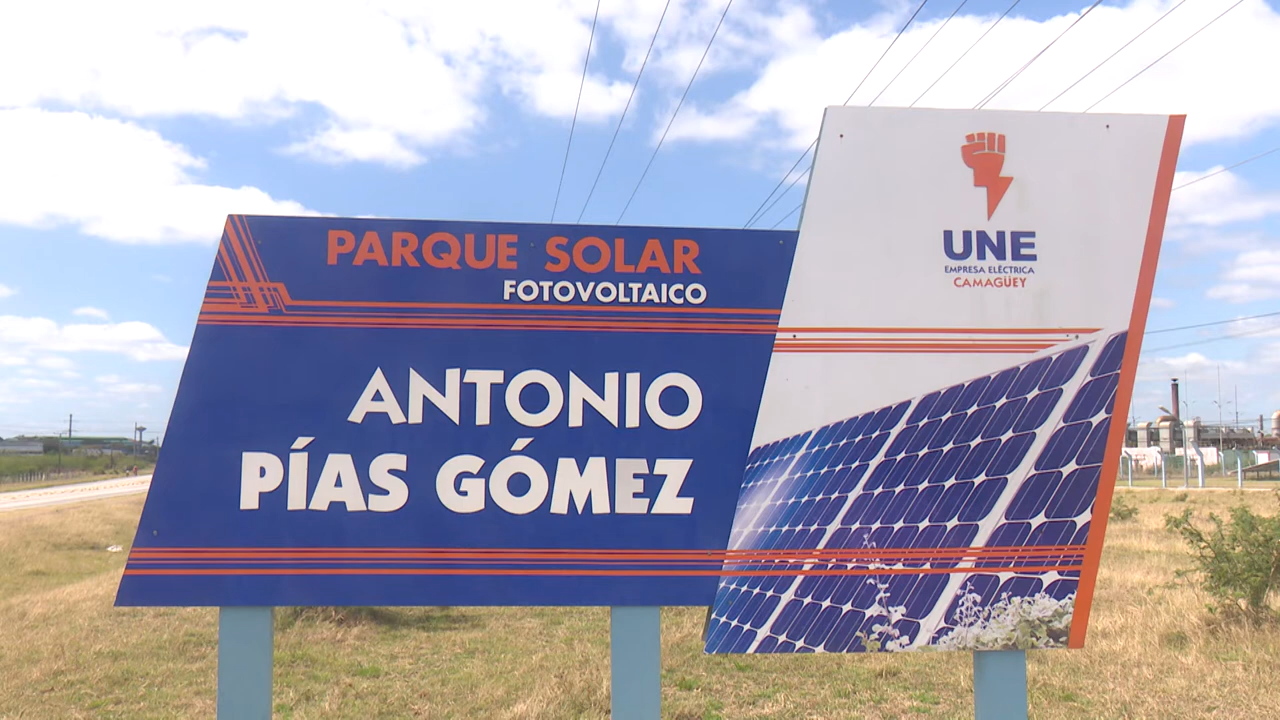 PARQUE SOLAR
FOTOVOLTAICO
ANTONIO
PÍAS GÓMEZ
UNE
EMPRESA ELÉCTRICA
CAMAGÜEY